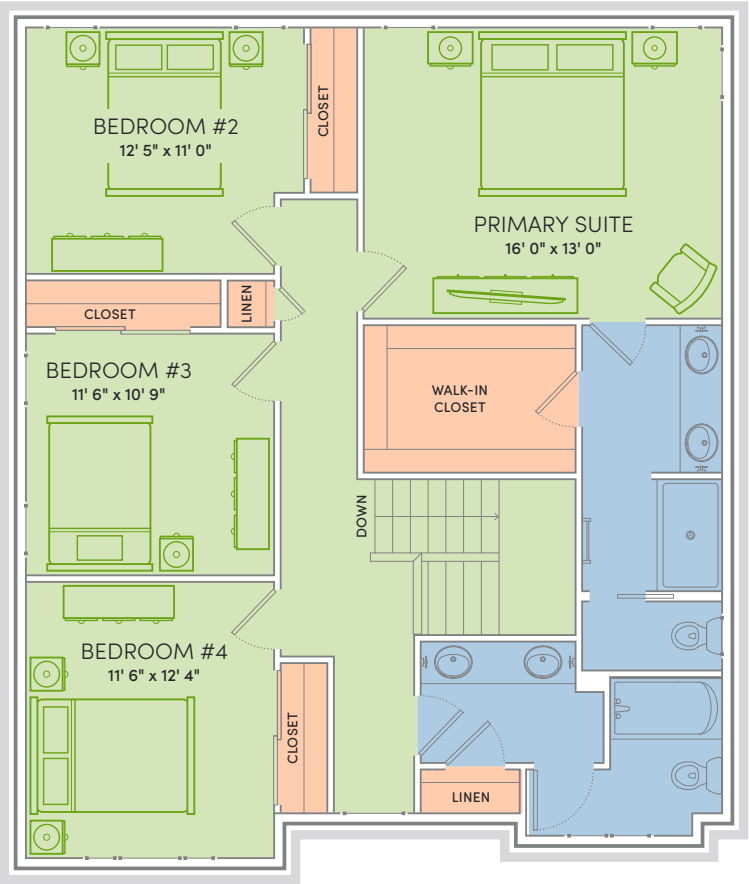 BEDROOM #2
12' 5" x 11' 0"
CLOSET
PRIMARY SUITE
16' 0" x 13' 0"
CLOSET
LINEN
BEDROOM #3
11' 6" x 10' 9"
WALK-IN
CLOSET
DOWN
BEDROOM #4
11' 6" x 12' 4"
CLOSET
LINEN